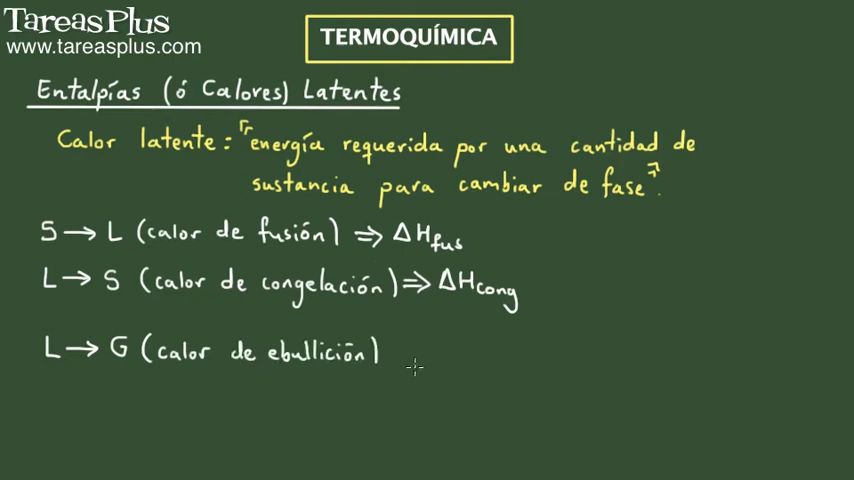 TareasPlus
www.tareasplus.com
TERMOQUÍMICA
Entalpías (ó Calores) Latentes
Calor latente: "energía requerida por una cantidad de
sustancia para cambiar de fase".
S → L (calor de fusión) ⇒ ΔHfus
L → S (calor de congelación) ⇒ ΔHcong
L → G (calor de ebullición)